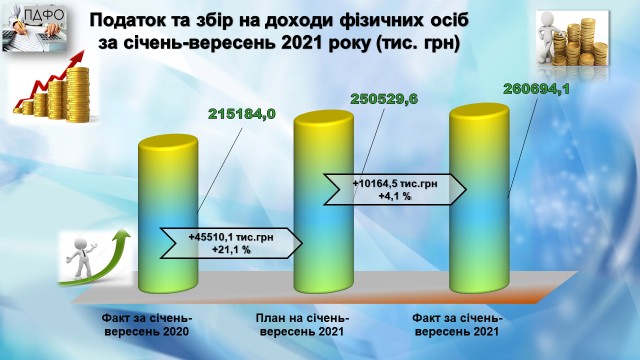 ПДФО
Податок та збір на доходи фізичних осіб
за січень-вересень 2021 року (тис. грн)
215184,0
250529,6
260694,1
+10164,5 тис.грн
+4,1 %
+45510,1 тис.грн
+21,1 %
Факт за січень-
вересень 2020
План на січень-
вересень 2021
Факт за січень-
вересень 2021